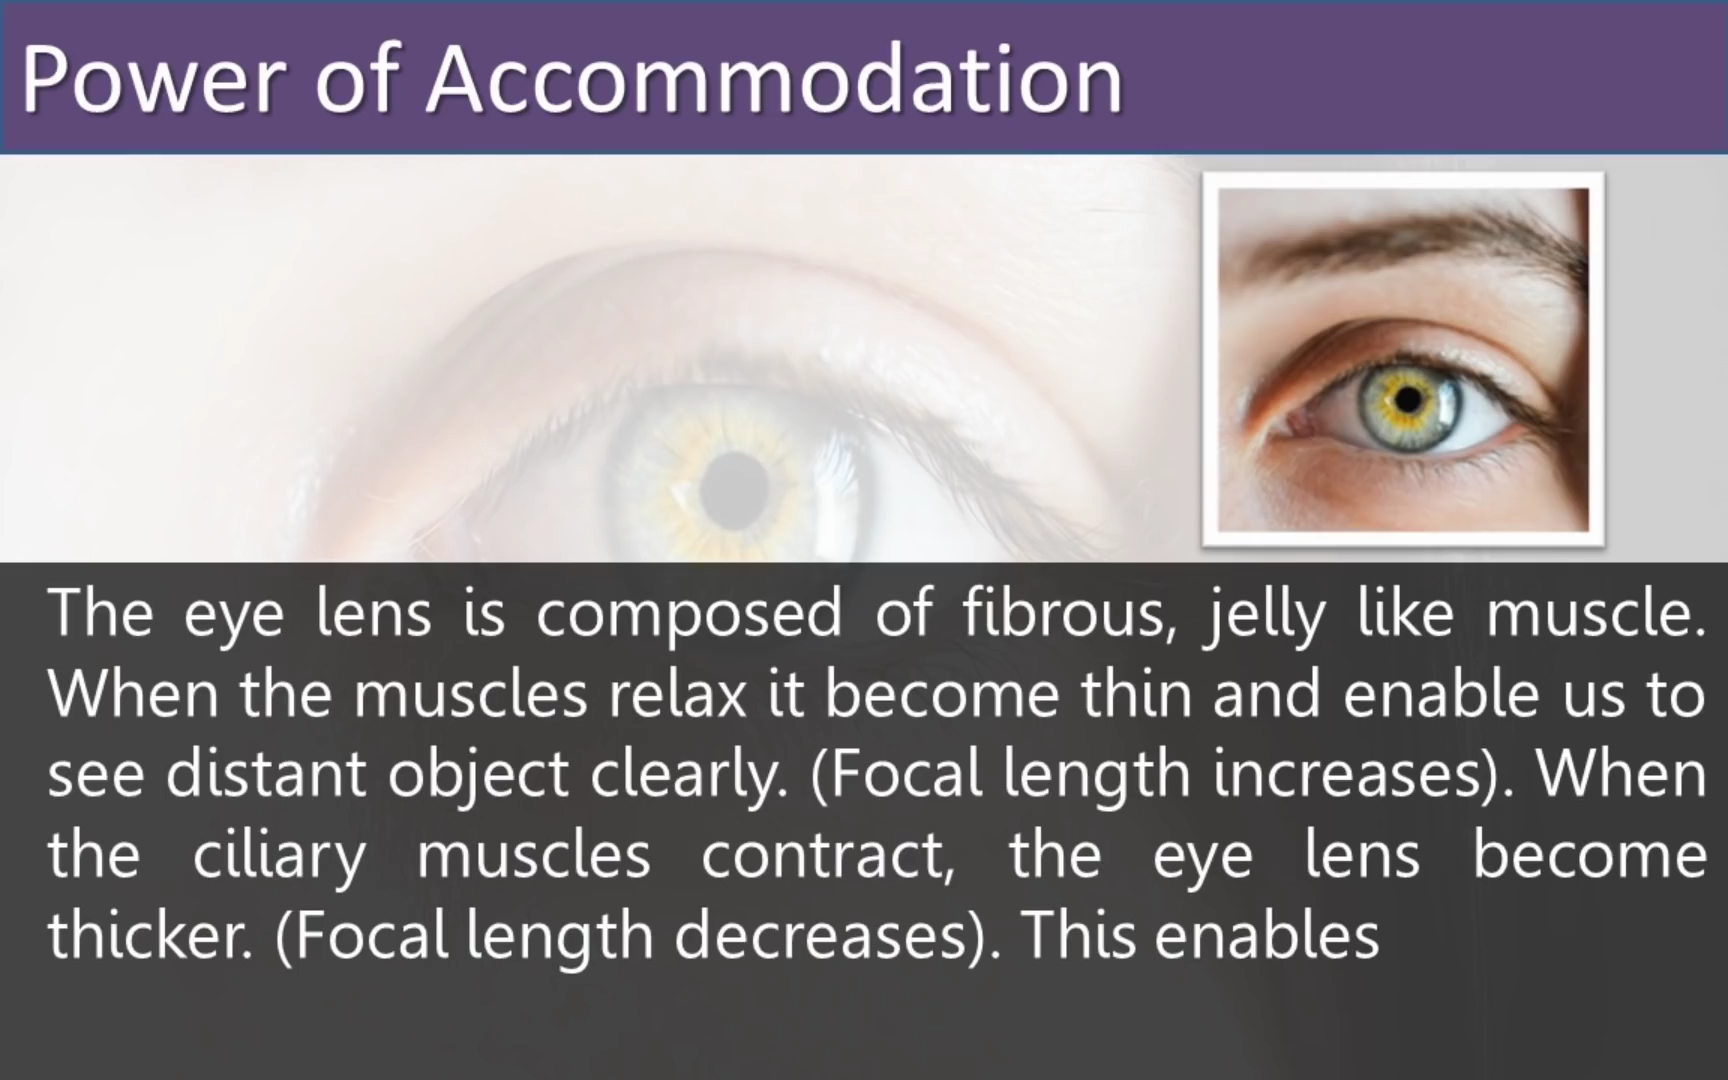 Power of Accommodation
The eye lens is composed of fibrous, jelly like muscle.
When the muscles relax it become thin and enable us to
see distant object clearly. (Focal length increases). When
the ciliary muscles contract, the eye lens become
thicker. (Focal length decreases). This enables